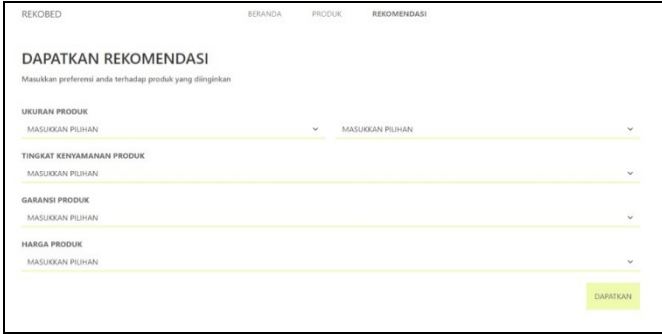 REKOBED BERANDA PRODUK REKOMENDASI
DAPATKAN REKOMENDASI
Masukkan preferensi anda terhadap produk yang diinginkan
UKURAN PRODUK
MASUKKAN PILIHAN MASUKKAN PILIHAN
TINGKAT KENYAMANAN PRODUK
MASUKKAN PILIHAN
GARANSI PRODUK
MASUKKAN PILIHAN
HARGA PRODUK
MASUKKAN PILIHAN
DAPATKAN